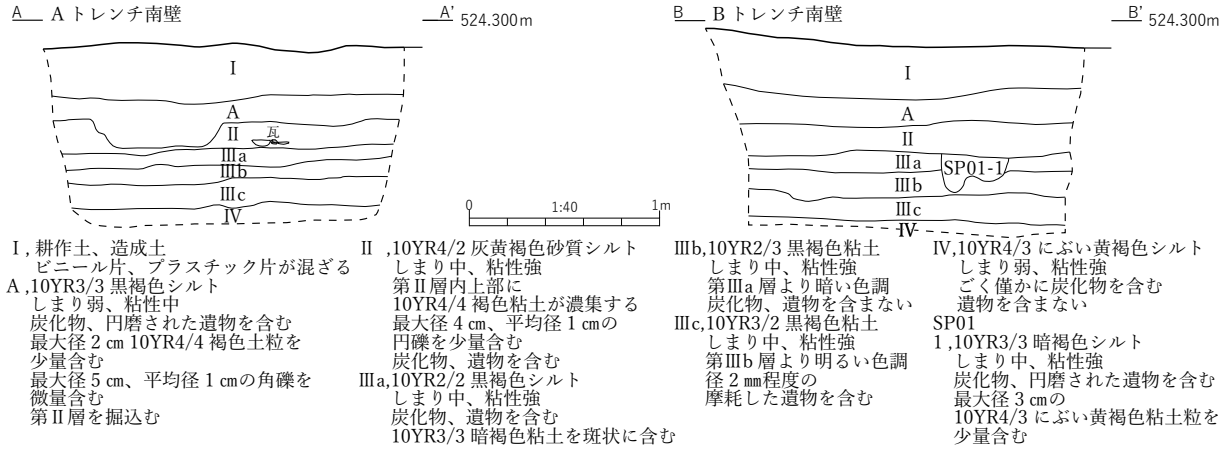 A Aトレンチ南壁 A' 524.300m
I
A
Ⅱ 瓦
Ⅲa
Ⅲb
Ⅲc
Ⅳ
B Bトレンチ南壁 B' 524.300m
I
A
Ⅱ
Ⅲa
SP01-1
Ⅲb
Ⅲc
Ⅳ
0 1:40 1m
I , 耕作土、造成土
ビニール片、プラスチック片が混ざる
A ,10YR3/3 黒褐色シルト
しまり弱、粘性中
炭化物、円磨された遺物を含む
最大径 2 ㎝ 10YR4/4 褐色土粒を
少量含む
最大径 5 ㎝、平均径 1 ㎝の角礫を
微量含む
第Ⅱ層を掘込む
Ⅱ ,10YR4/2 灰黄褐色砂質シルト
しまり中、粘性強
第Ⅱ層内上部に
10YR4/4 褐色粘土が濃集する
最大径 4 ㎝、平均径 1 ㎝の
円礫を少量含む
炭化物、遺物を含む
Ⅲa,10YR2/2 黒褐色シルト
しまり中、粘性強
炭化物、遺物を含む
10YR3/3 暗褐色粘土を斑状に含む
Ⅲb,10YR2/3 黒褐色粘土
しまり中、粘性強
第Ⅲa 層より暗い色調
炭化物、遺物を含まない
Ⅲc,10YR3/2 黒褐色粘土
しまり中、粘性強
第Ⅲb 層より明るい色調
径 2 ㎜程度の
摩耗した遺物を含む
Ⅳ,10YR4/3 にぶい黄褐色シルト
しまり弱、粘性強
ごく僅かに炭化物を含む
遺物を含まない
SP01
1 ,10YR3/3 暗褐色シルト
しまり中、粘性強
炭化物、円磨された遺物を含む
最大径 3 ㎝の
10YR4/3 にぶい黄褐色粘土粒を
少量含む